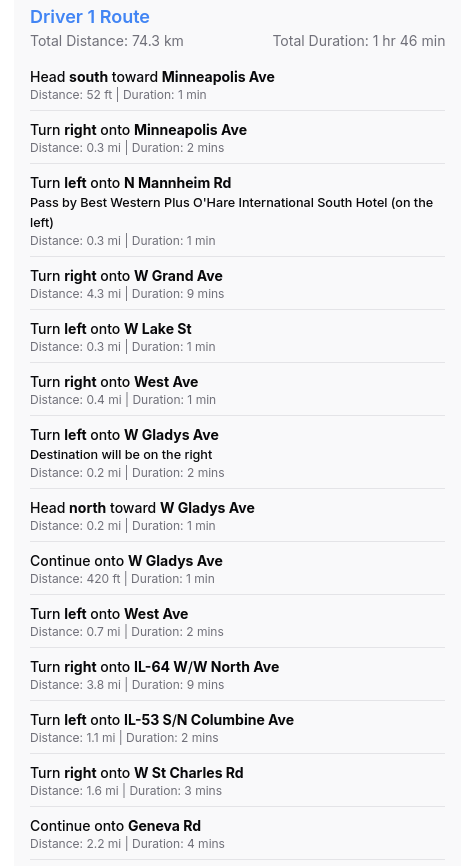 Driver 1 Route
Total Distance: 74.3 km Total Duration: 1 hr 46 min
Head south toward Minneapolis Ave
Distance: 52 ft | Duration: 1 min
Turn right onto Minneapolis Ave
Distance: 0.3 mi | Duration: 2 mins
Turn left onto N Mannheim Rd
Pass by Best Western Plus O'Hare International South Hotel (on the
left)
Distance: 0.3 mi | Duration: 1 min
Turn right onto W Grand Ave
Distance: 4.3 mi | Duration: 9 mins
Turn left onto W Lake St
Distance: 0.3 mi | Duration: 1 min
Turn right onto West Ave
Distance: 0.4 mi | Duration: 1 min
Turn left onto W Gladys Ave
Destination will be on the right
Distance: 0.2 mi | Duration: 2 mins
Head north toward W Gladys Ave
Distance: 0.2 mi | Duration: 1 min
Continue onto W Gladys Ave
Distance: 420 ft | Duration: 1 min
Turn left onto West Ave
Distance: 0.7 mi | Duration: 2 mins
Turn right onto IL-64 W/W North Ave
Distance: 3.8 mi | Duration: 9 mins
Turn left onto IL-53 S/N Columbine Ave
Distance: 1.1 mi | Duration: 2 mins
Turn right onto W St Charles Rd
Distance: 1.6 mi | Duration: 3 mins
Continue onto Geneva Rd
Distance: 2.2 mi | Duration: 4 mins